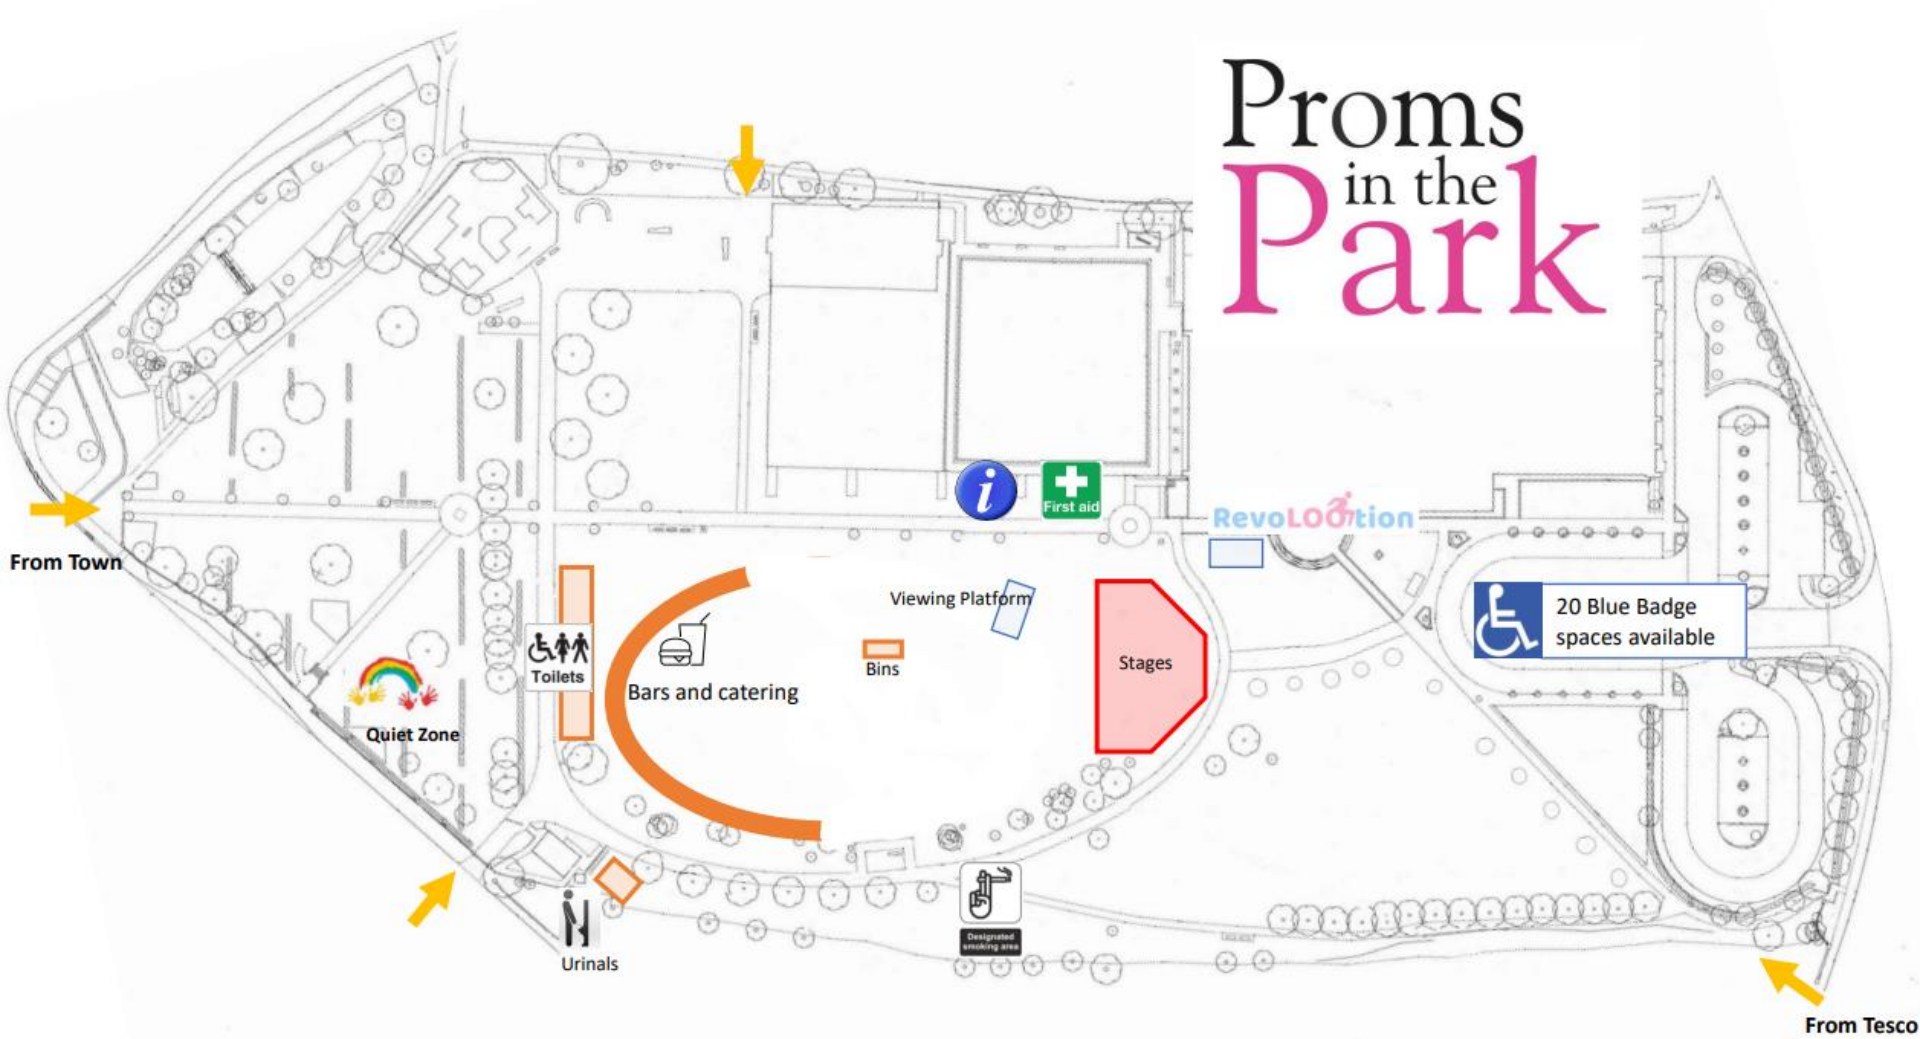 Proms
in the
Park
i
First aid
RevoLOOtion
From Town
Viewing Platform
20 Blue Badge
spaces available
Toilets
Bins
Stages
Bars and catering
Quiet Zone
Designated
smoking area
Urinals
From Tesco